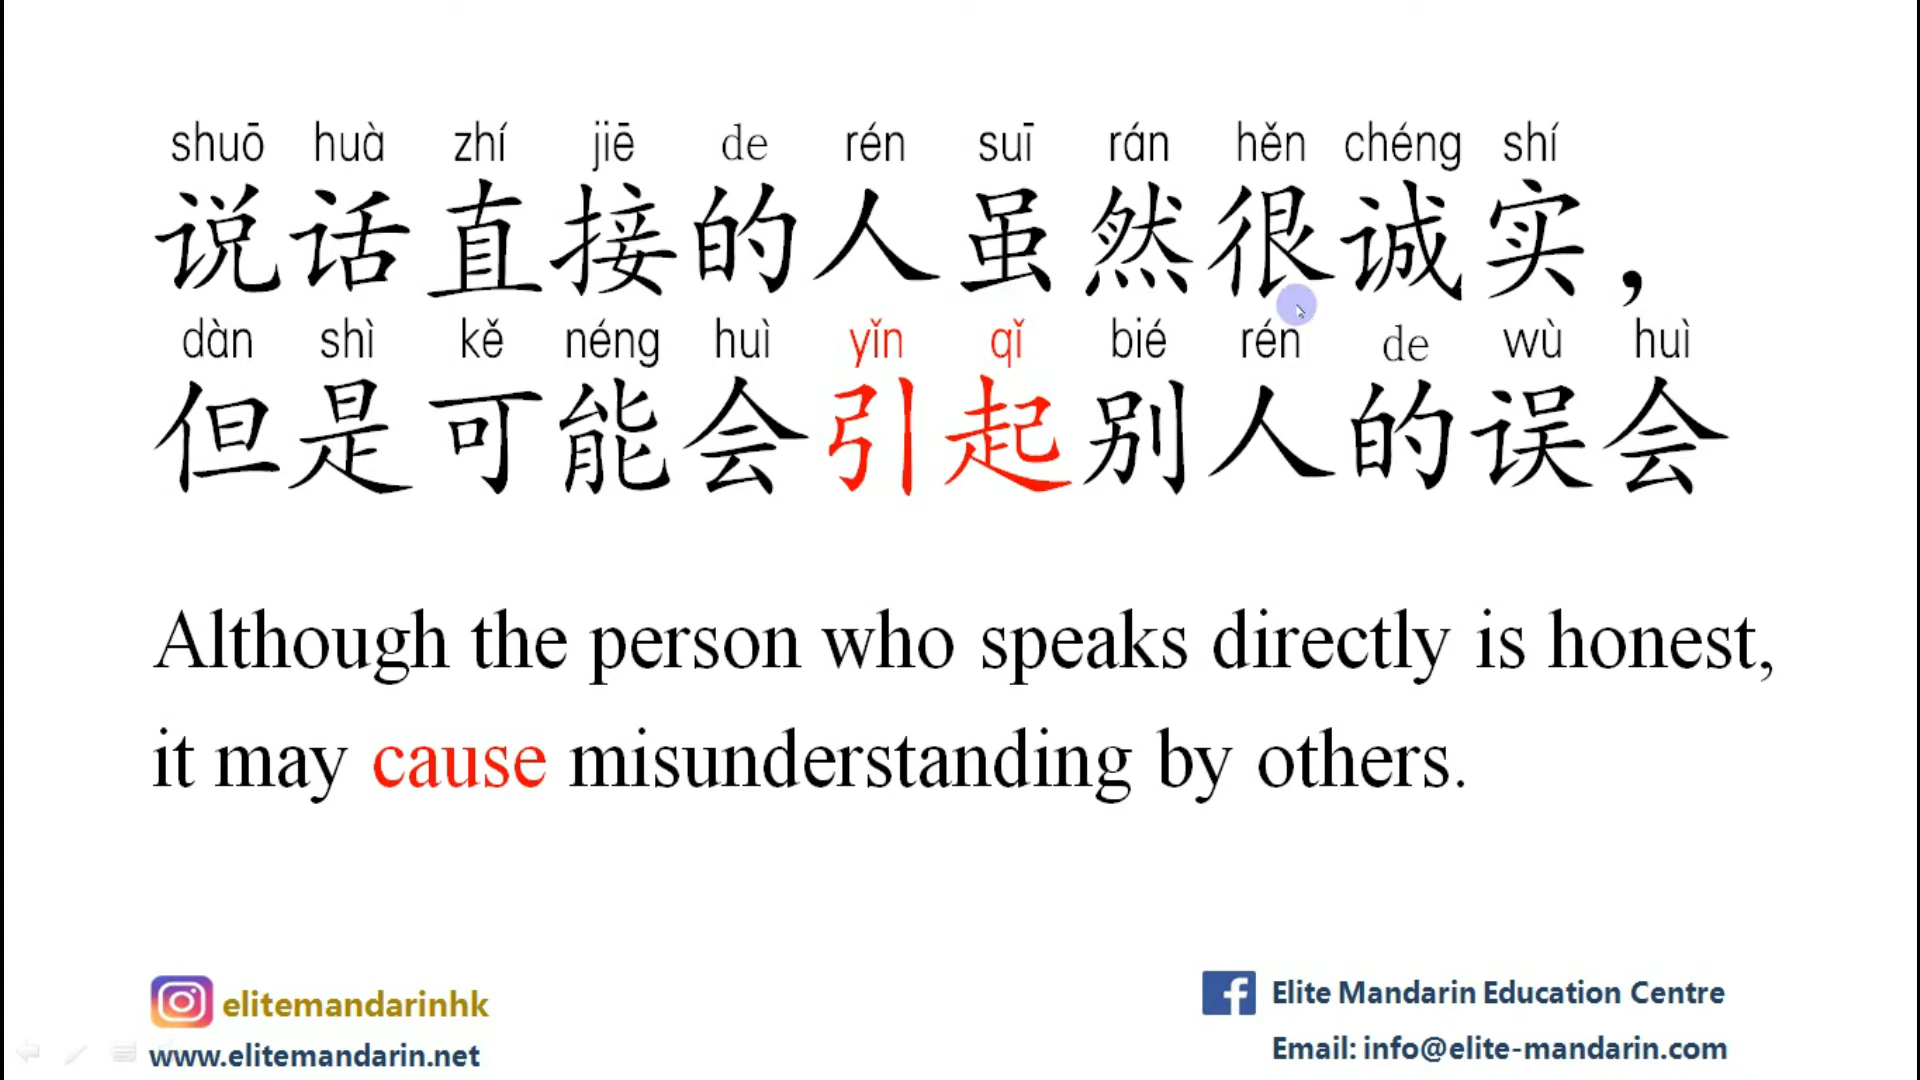 shuō huà zhí jiē de rén suī rán hěn chéng shí
说话直接的人虽然很诚实，
dàn shì kě néng huì yǐn qǐ bié rén de wù huì
但是可能会引起别人的误会
Although the person who speaks directly is honest,
it may cause misunderstanding by others.
elitemandarinhk
www.elitemandarin.net
Elite Mandarin Education Centre
Email: info@elite-mandarin.com